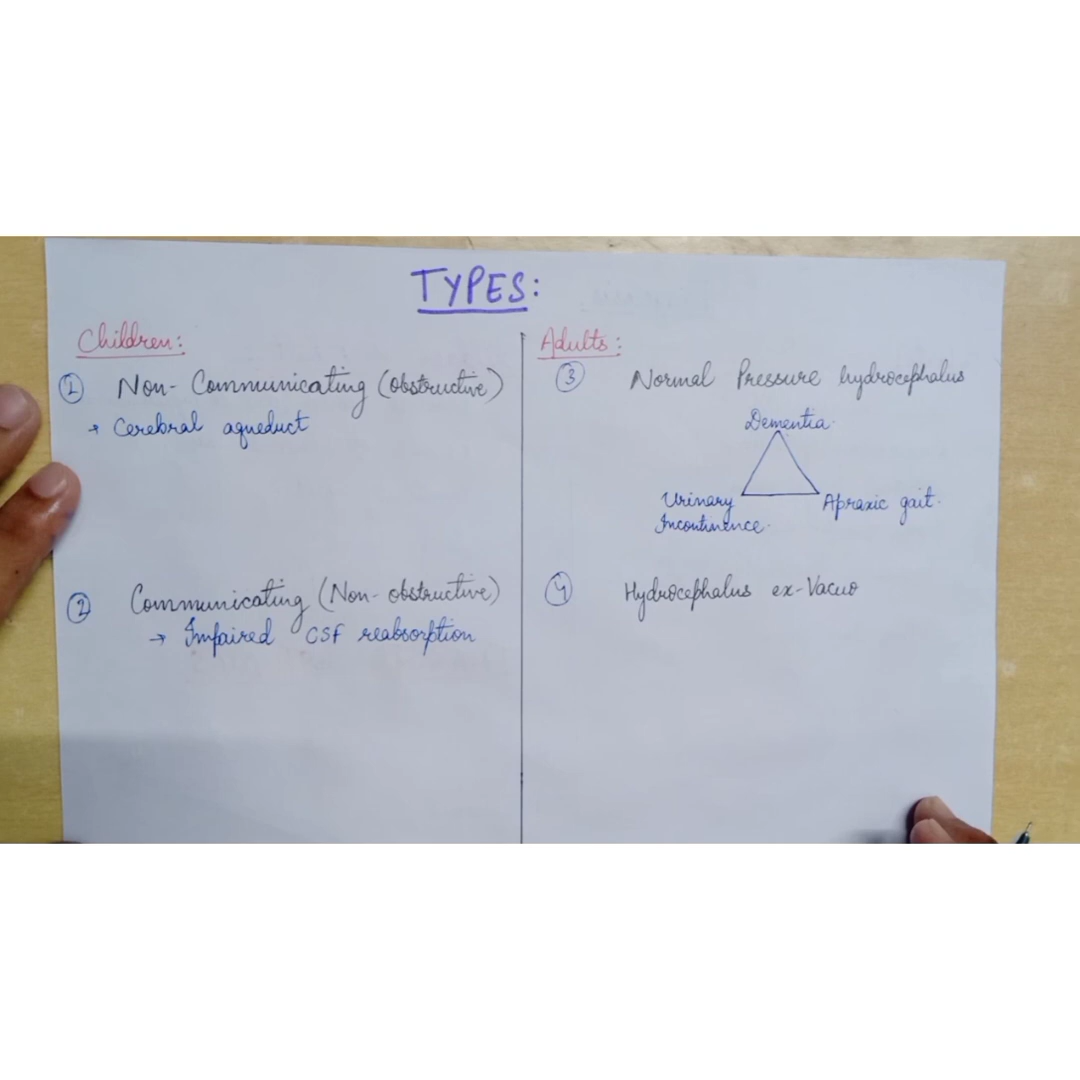 TYPES:
Children:
1 Non-Communicating (Obstructive)
→ Cerebral aqueduct
2 Communicating (Non-obstructive)
→ Impaired CSF reabsorption
Adults:
3 Normal Pressure hydrocephalus
Dementia.
Urinary Incontinence.
Apraxic gait.
4 Hydrocephalus ex-Vacuo